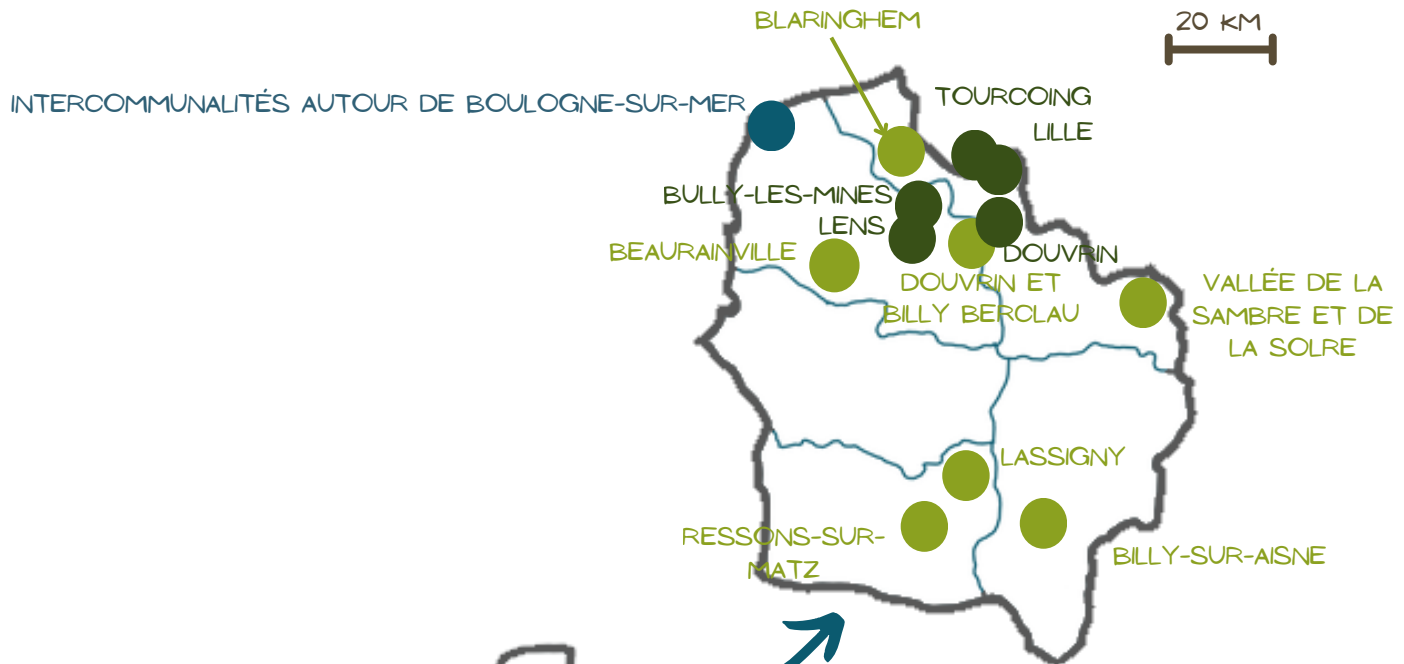 BLARINGHEM
20 KM
INTERCOMMUNALITÉS AUTOUR DE BOULOGNE-SUR-MER
TOURCOING
LILLE
BULLY-LES-MINES
LENS
BEAURAINVILLE
DOUVRIN
DOUVRIN ET
BILLY BERCLAU
VALLÉE DE LA
SAMBRE ET DE
LA SOLRE
LASSIGNY
RESSONS-SUR-
MATZ
BILLY-SUR-AISNE